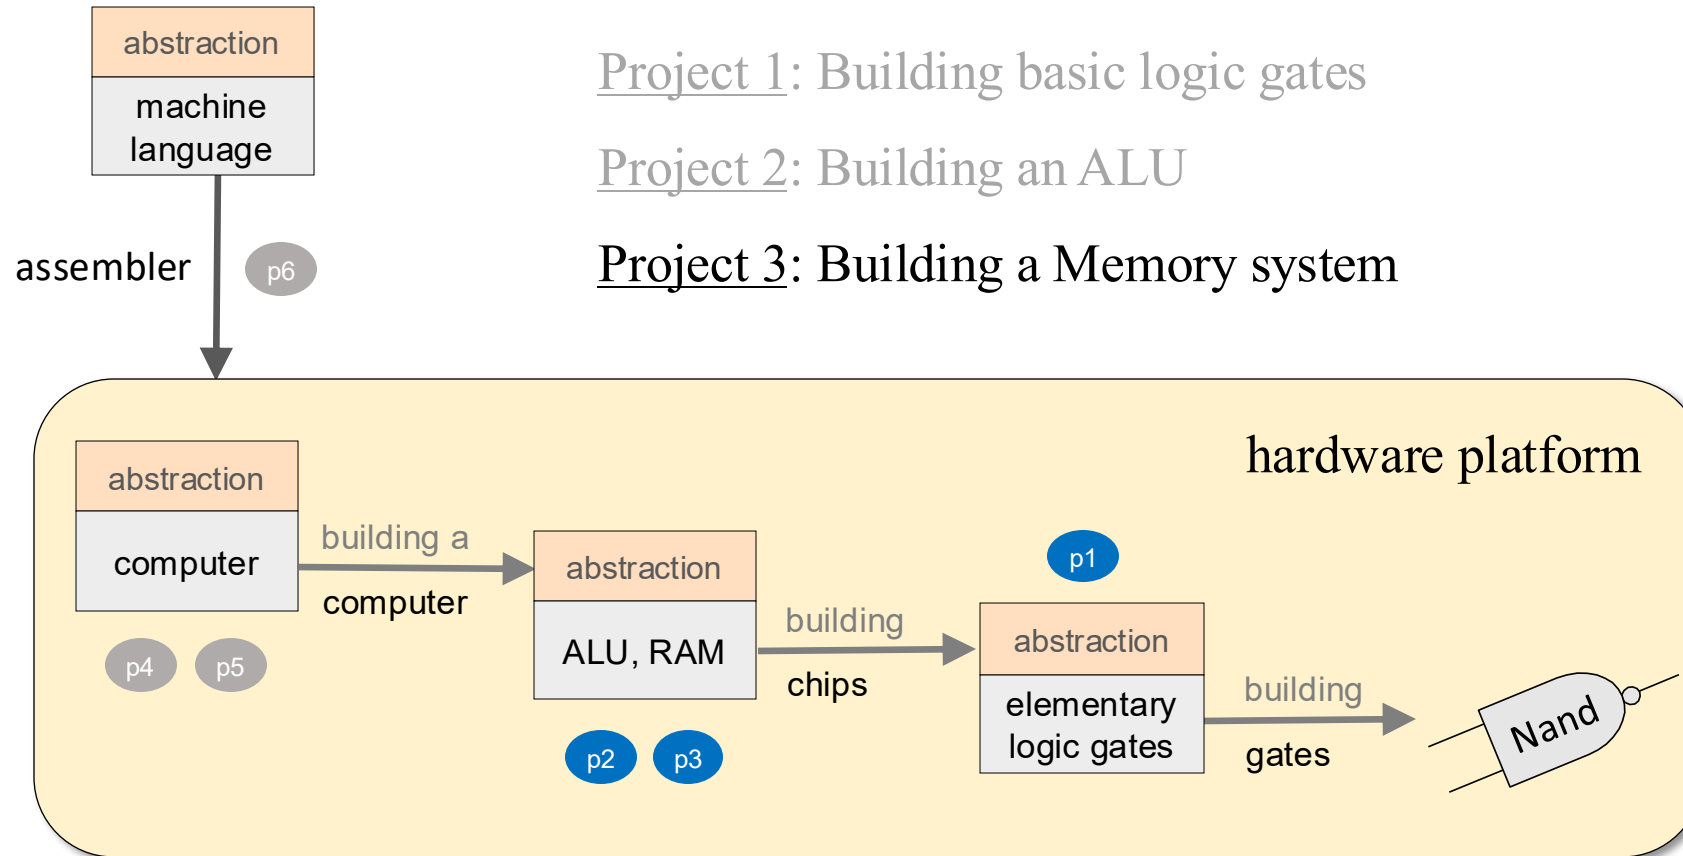 abstraction
machine
language
Project 1: Building basic logic gates
Project 2: Building an ALU
Project 3: Building a Memory system
assembler
p6
hardware platform
abstraction
computer
p4
p5
building a
computer
abstraction
ALU, RAM
p2
p3
building
chips
p1
abstraction
elementary
logic gates
building
gates
Nand